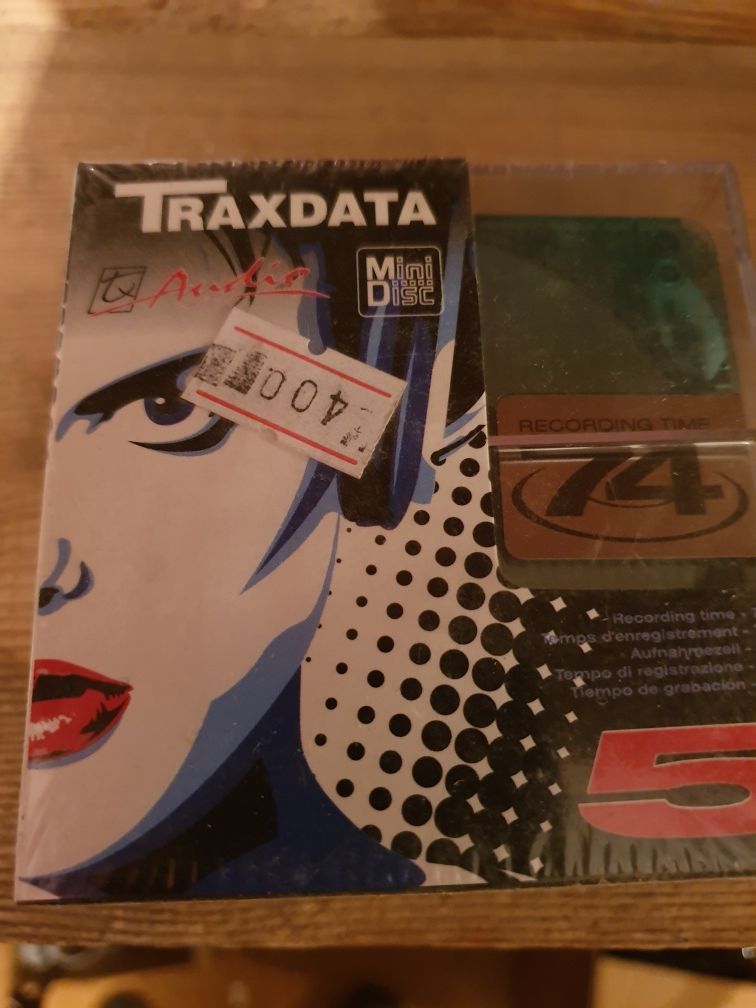 TRAXDATA
tx Audio
Mini
Disc
400
RECORDING TIME
74
Recording time -
Temps d'enregistrement -
Aufnahmezeit -
Tempo di registrazione -
Tiempo de grabación -
5